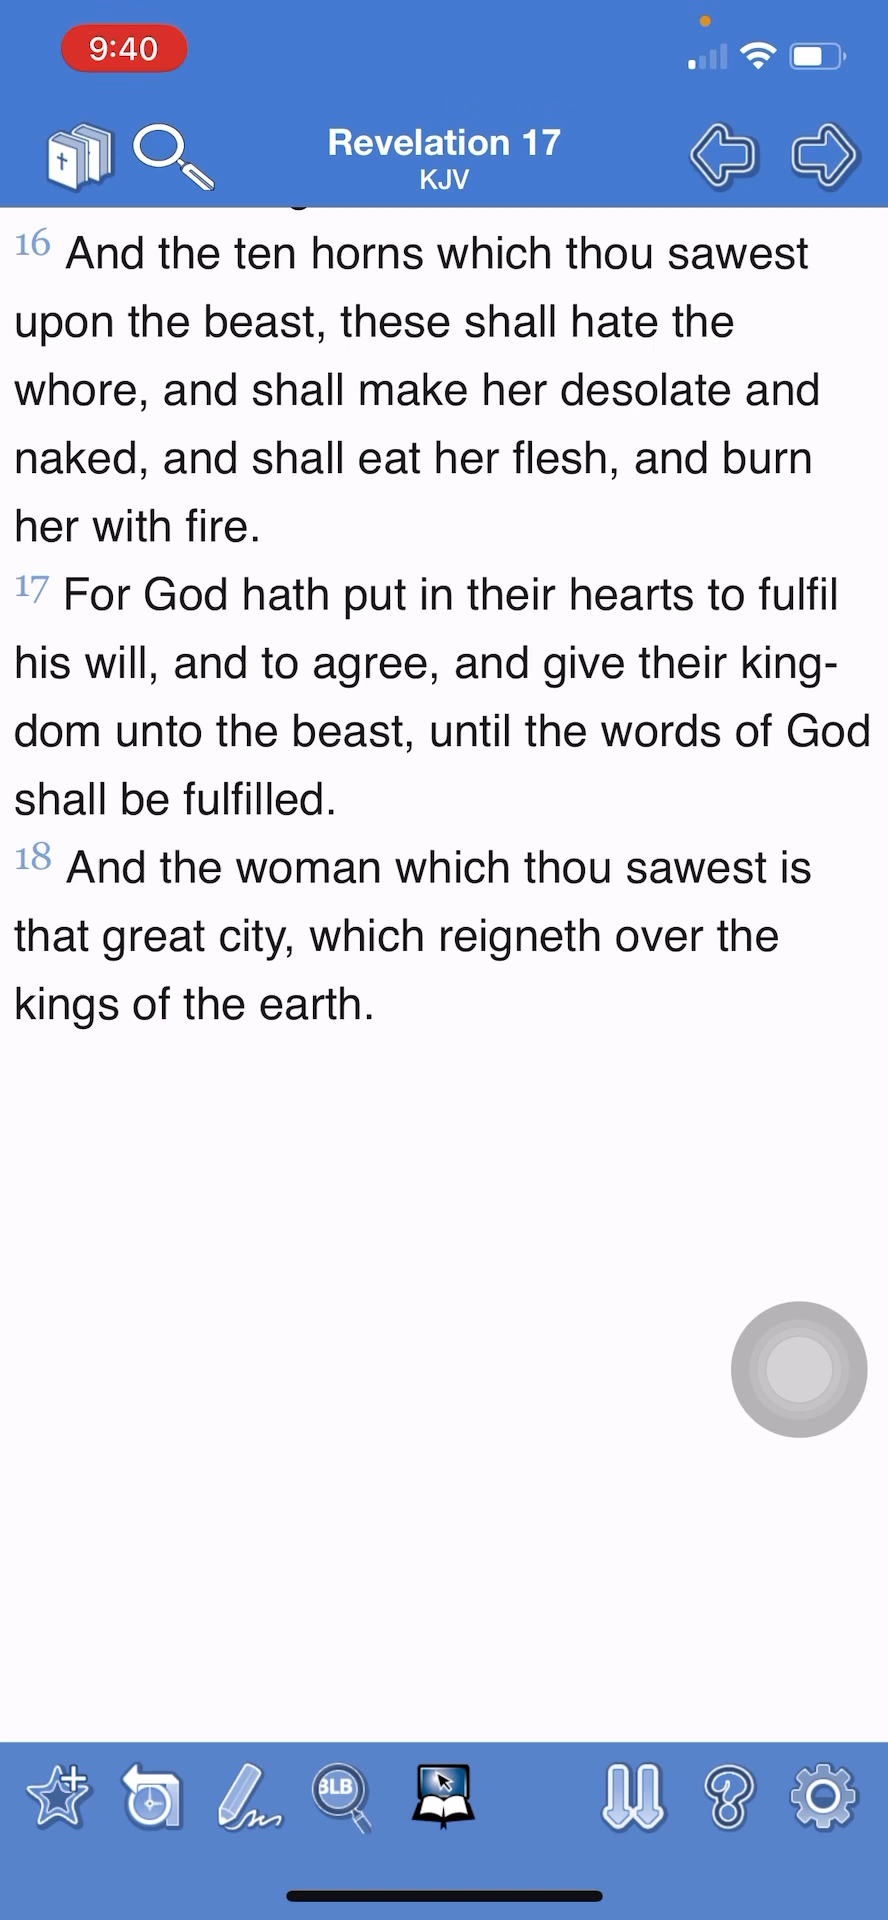 9:40
Revelation 17
KJV
16 And the ten horns which thou sawest
upon the beast, these shall hate the
whore, and shall make her desolate and
naked, and shall eat her flesh, and burn
her with fire.
17 For God hath put in their hearts to fulfil
his will, and to agree, and give their king-
dom unto the beast, until the words of God
shall be fulfilled.
18 And the woman which thou sawest is
that great city, which reigneth over the
kings of the earth.
BLB